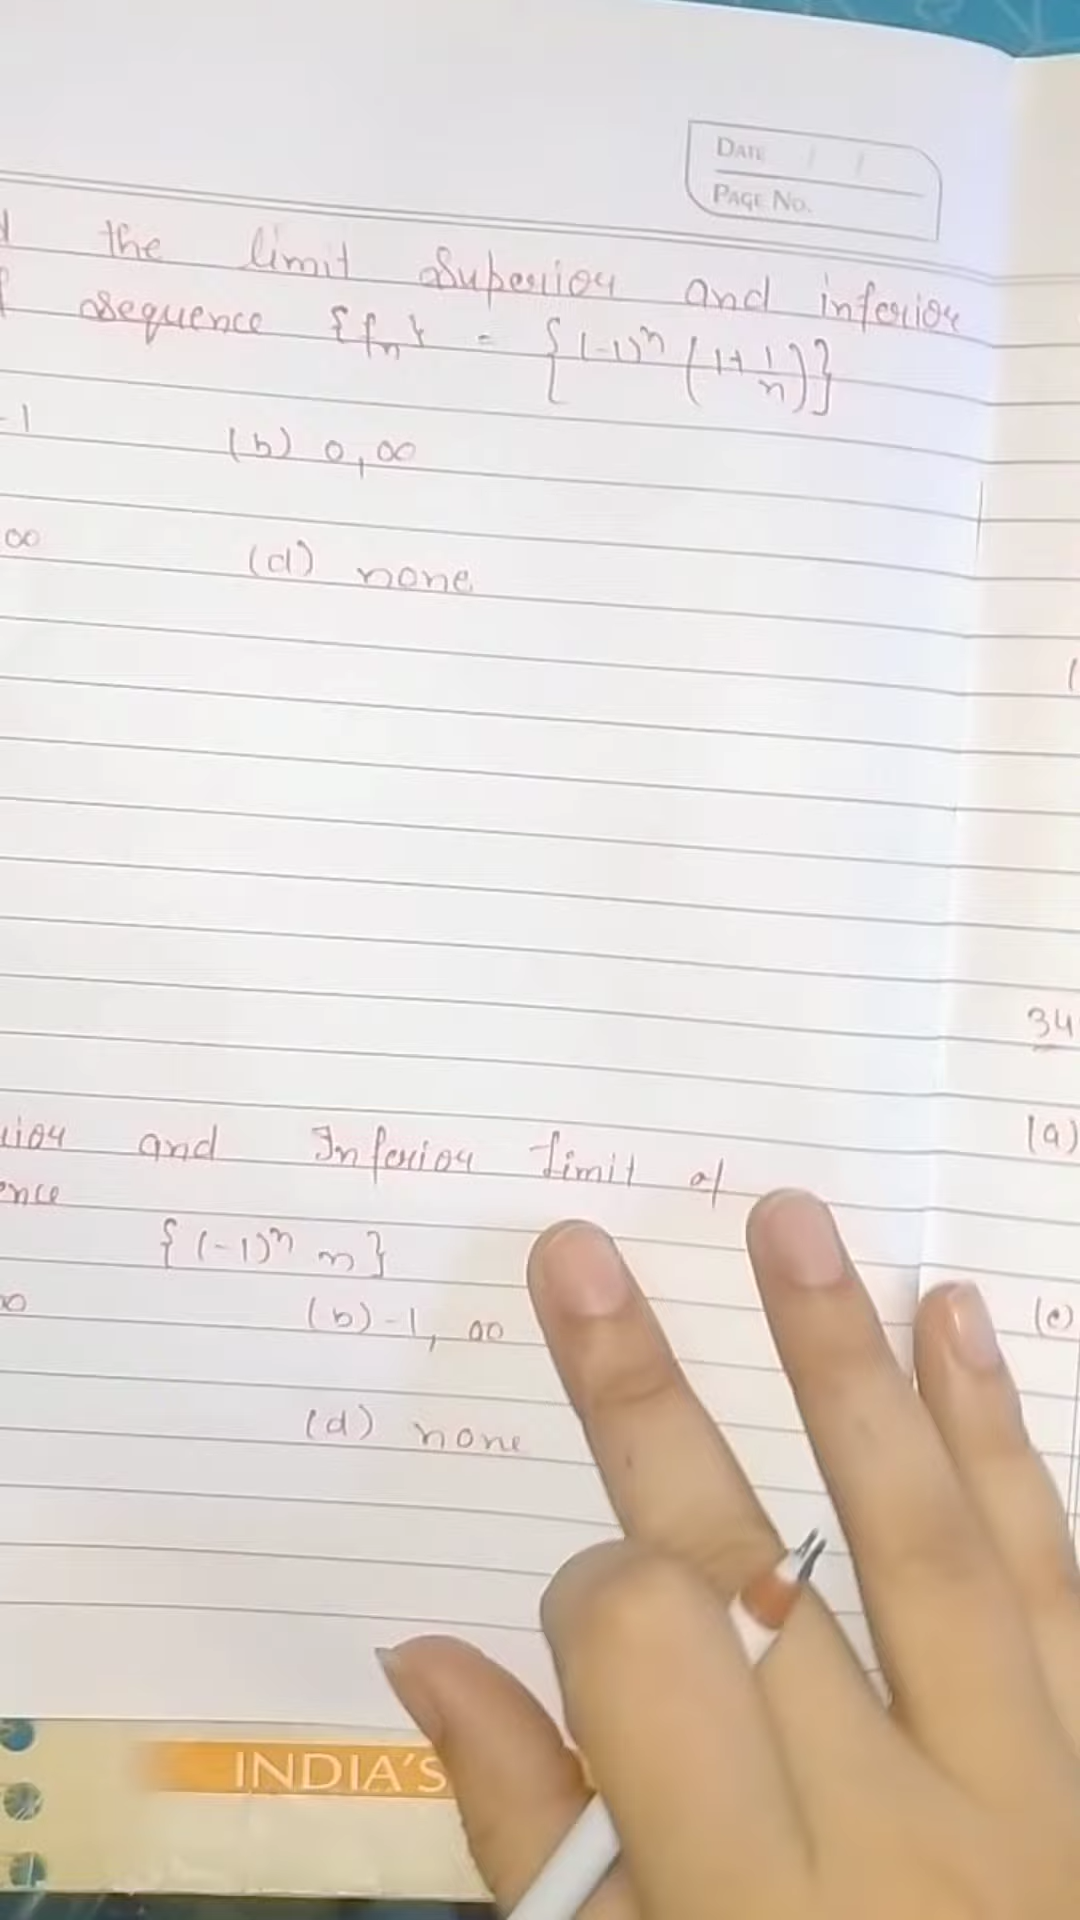 DATE / /
PAGE NO.
the limit Superior and inferior
sequence {fn} = {(-1)^n (1+1/n)}
-1 (b) 0,∞
∞ (d) none
(
34
and Inferior limit of (a)
{(-1)^n n}
(b) -1, ∞ (c)
(d) none
INDIA'S